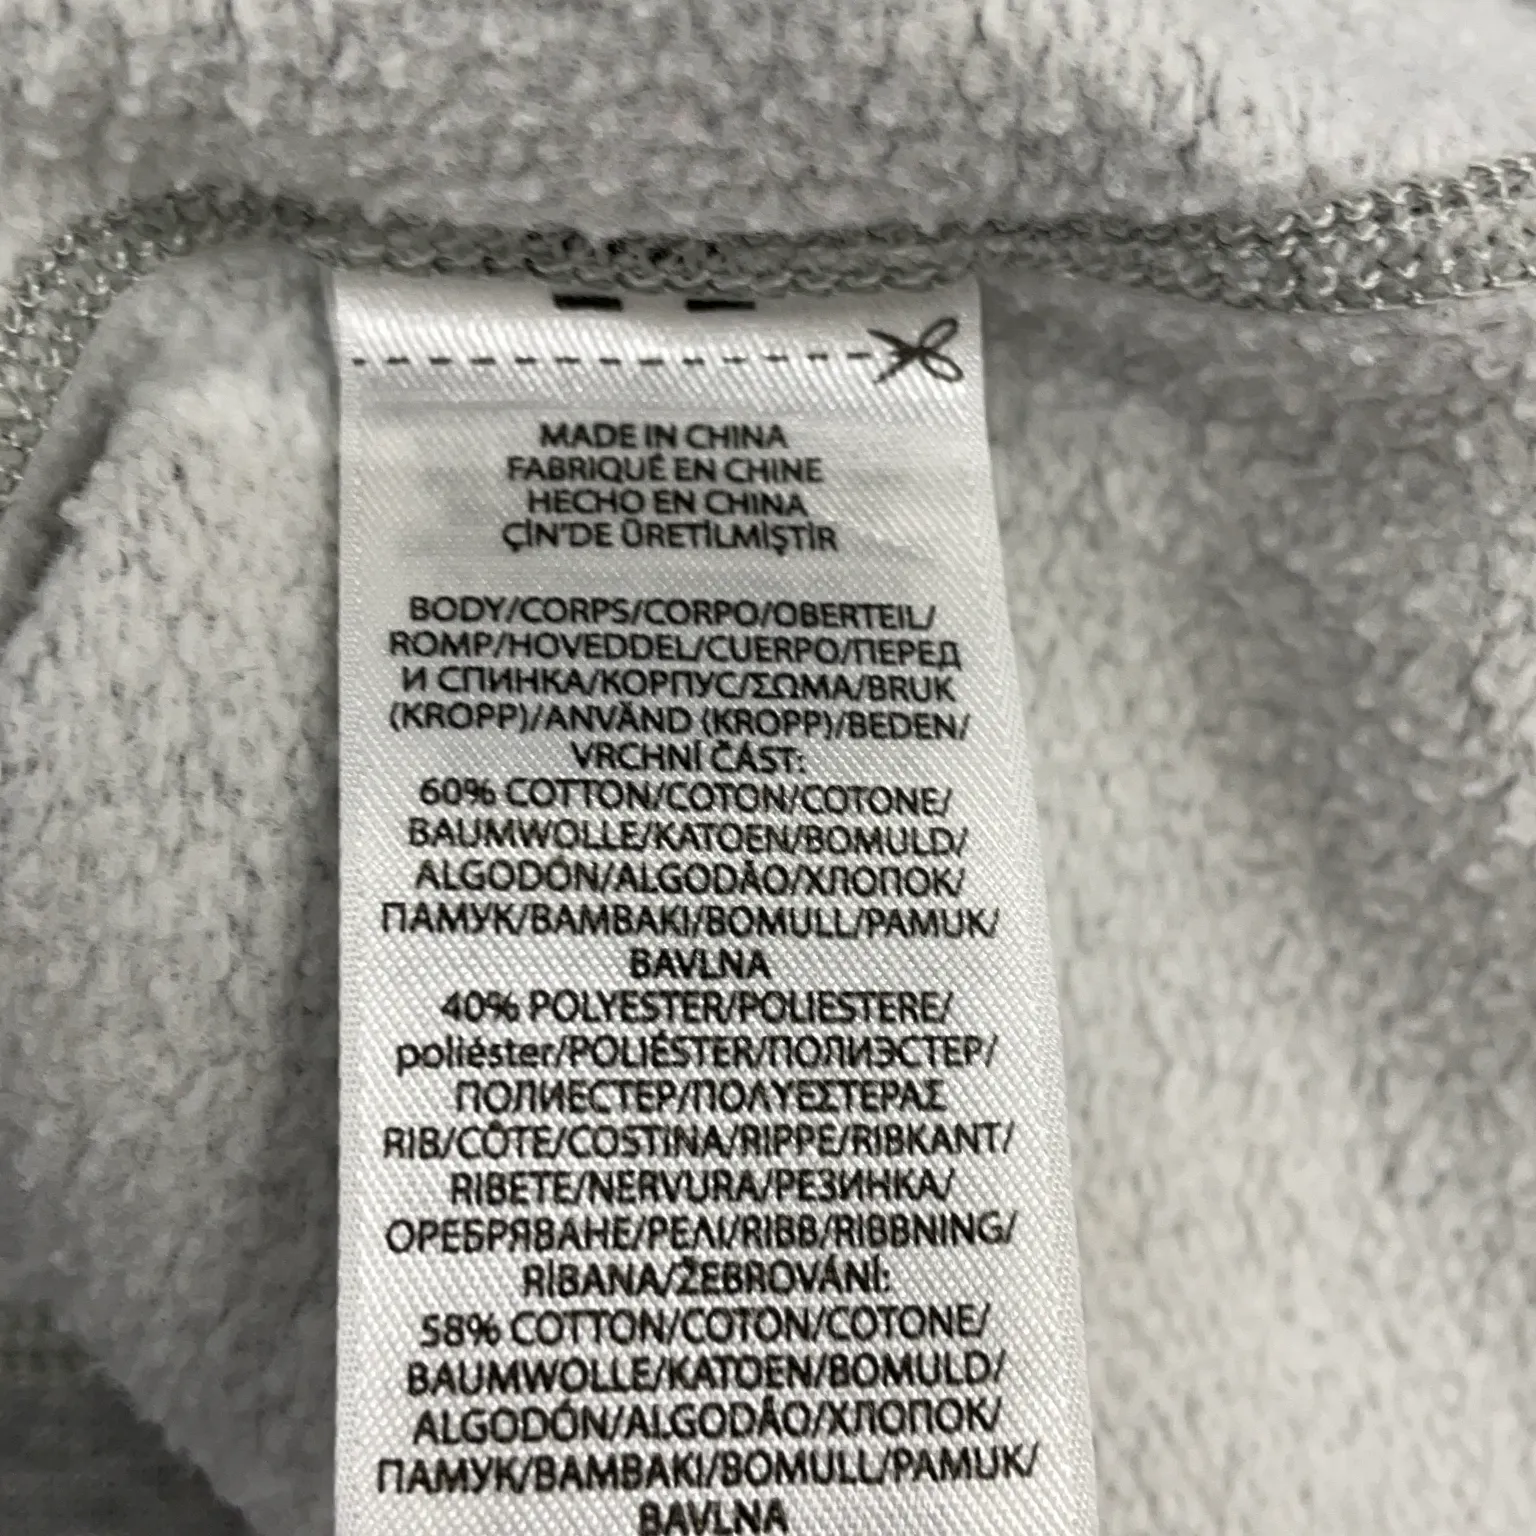 MADE IN CHINA
FABRIQUÉ EN CHINE
HECHO EN CHINA
ÇİN'DE ÜRETİLMİŞTİR
BODY/CORPS/CORPO/OBERTEIL/
ROMP/HOVEDDEL/CUERPO/ПЕРЕД
И СПИНКА/КОРПУС/ΣΩΜΑ/BRUK
(KROPP)/ANVÄND (KROPP)/BEDEN/
VRCHNÍ ČÁST:
60% COTTON/COTON/COTONE/
BAUMWOLLE/KATOEN/BOMULD/
ALGODÓN/ALGODÃO/ХЛОПОК/
ПАМУК/BAMBAKI/BOMULL/PAMUK/
BAVLNA
40% POLYESTER/POLIESTERE/
poliéster/POLIÉSTER/ПОЛИЭСТЕР/
ПОЛИЕСТЕР/ΠΟΛΥΕΣΤΕΡΑΣ
RIB/CÔTE/COSTINA/RIPPE/RIBKANT/
RIBETE/NERVURA/РЕЗИНКА/
ОРЕБРЯВАНЕ/ΡΕΛΙ/RIBB/RIBBNING/
RİBANA/ŽEBROVÁNÍ:
58% COTTON/COTON/COTONE/
BAUMWOLLE/KATOEN/BOMULD/
ALGODÓN/ALGODÃO/ХЛОПОК/
ПАМУК/BAMBAKI/BOMULL/PAMUK/
BAVLNA